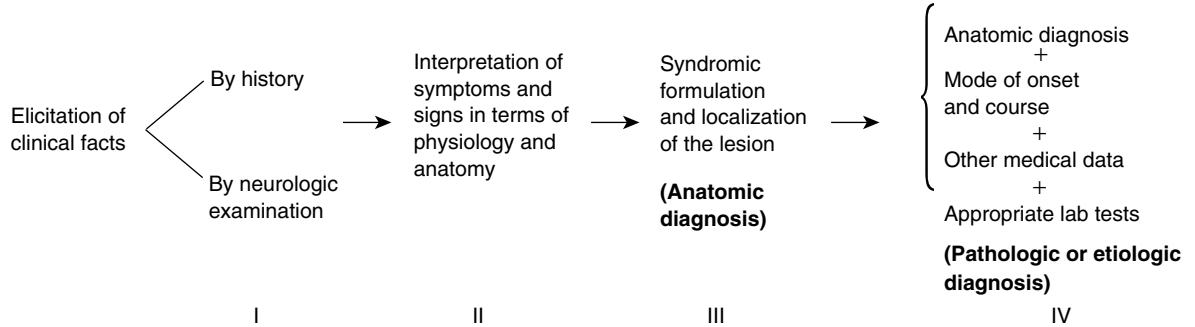 Elicitation of
clinical facts
By history
By neurologic
examination
Interpretation of
symptoms and
signs in terms of
physiology and
anatomy
Syndromic
formulation
and localization
of the lesion
(Anatomic
diagnosis)
Anatomic diagnosis
+
Mode of onset
and course
+
Other medical data
+
Appropriate lab tests
(Pathologic or etiologic
diagnosis)
I
II
III
IV